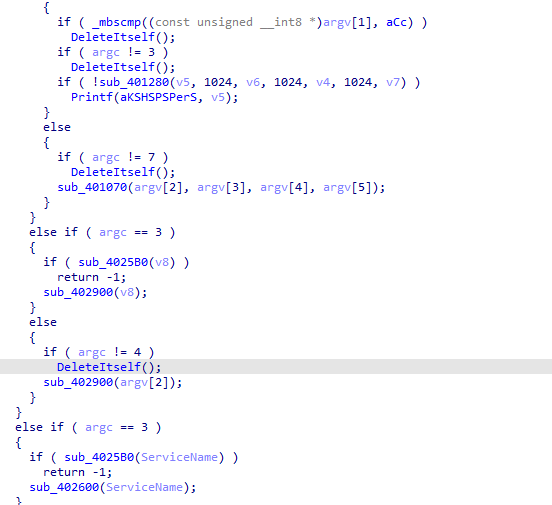 {
if ( _mbscmp((const unsigned __int8 *)argv[1], aCc) )
DeleteItself();
if ( argc != 3 )
DeleteItself();
if ( !sub_401280(v5, 1024, v6, 1024, v4, 1024, v7) )
Printf(aKSHSPSPerS, v5);
}
else
{
if ( argc != 7 )
DeleteItself();
sub_401070(argv[2], argv[3], argv[4], argv[5]);
}
}
else if ( argc == 3 )
{
if ( sub_4025B0(v8) )
return -1;
sub_402900(v8);
}
else
{
if ( argc != 4 )
DeleteItself();
sub_402900(argv[2]);
}
}
else if ( argc == 3 )
{
if ( sub_4025B0(ServiceName) )
return -1;
sub_402600(ServiceName);
}